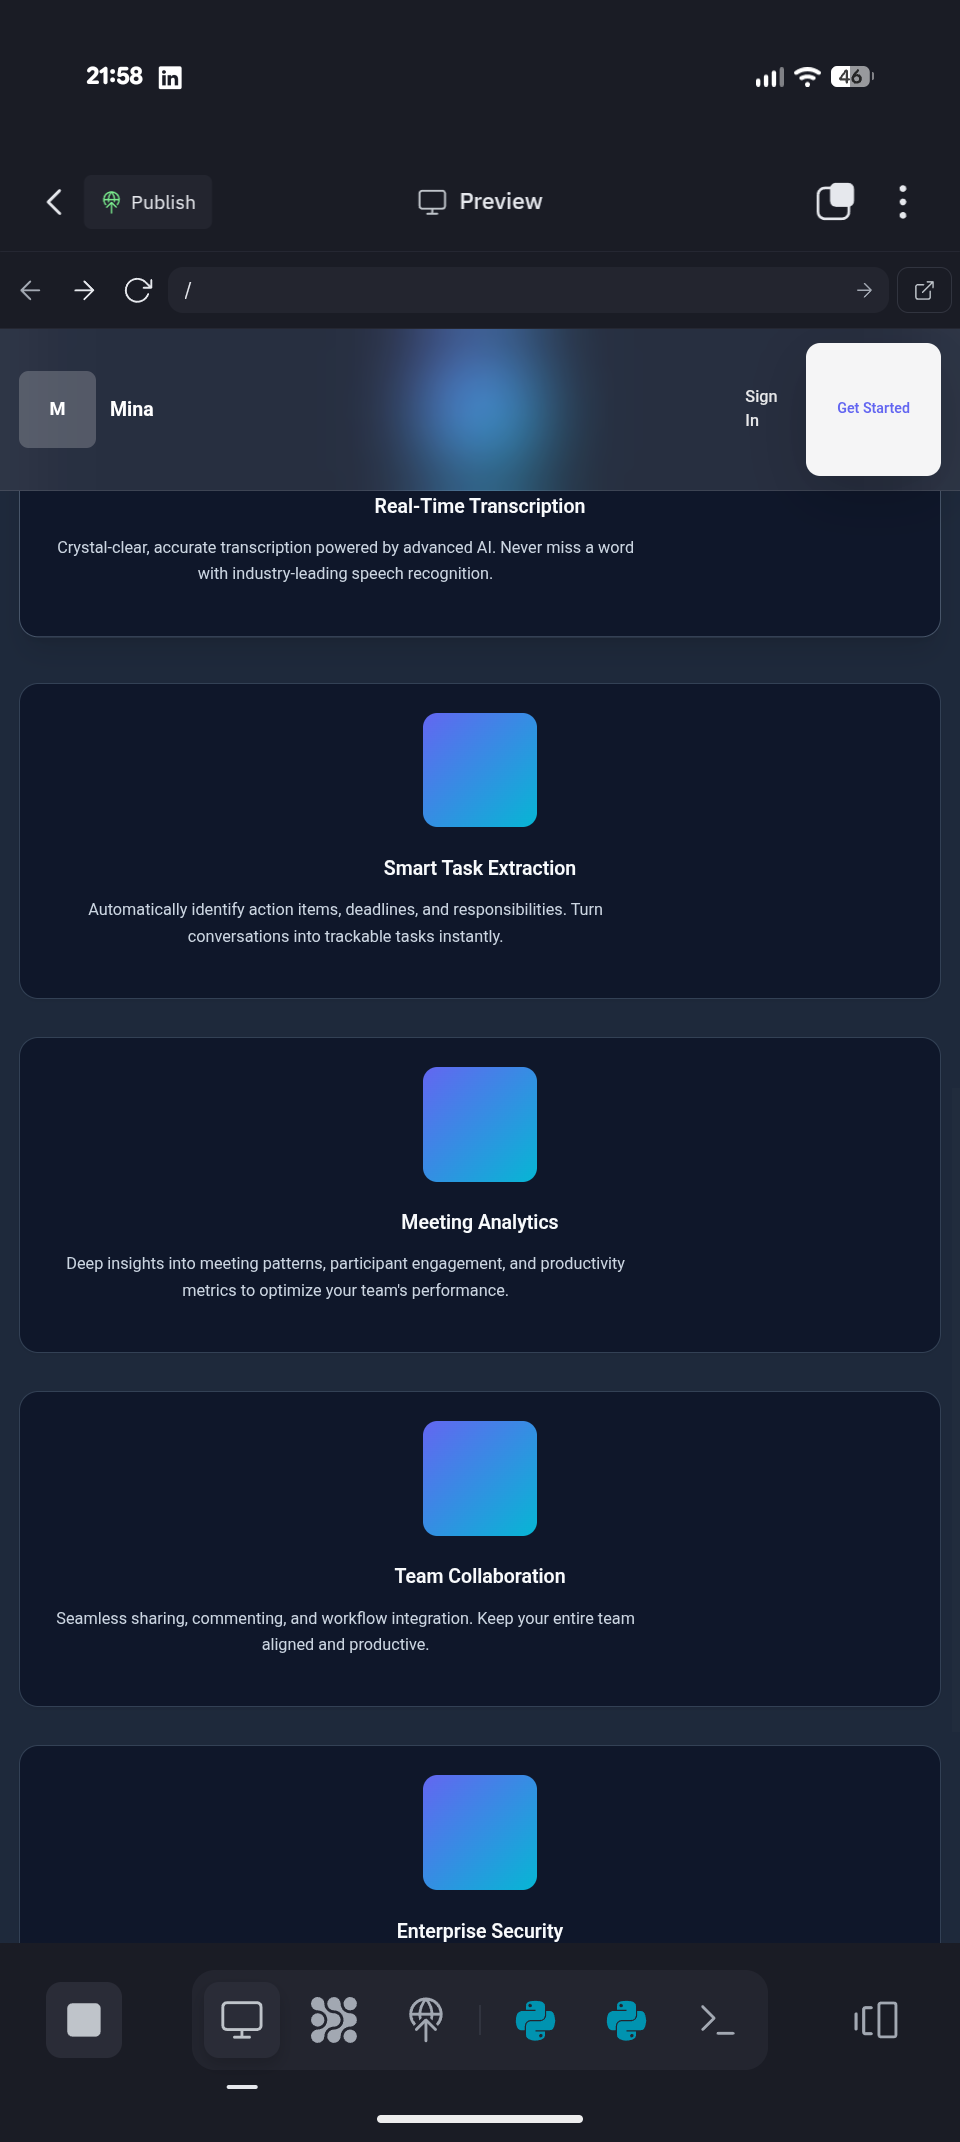 21:58 in
46
Publish
Preview
/
M
Mina
Sign
In
Get Started
Real-Time Transcription
Crystal-clear, accurate transcription powered by advanced AI. Never miss a word
with industry-leading speech recognition.
Smart Task Extraction
Automatically identify action items, deadlines, and responsibilities. Turn
conversations into trackable tasks instantly.
Meeting Analytics
Deep insights into meeting patterns, participant engagement, and productivity
metrics to optimize your team's performance.
Team Collaboration
Seamless sharing, commenting, and workflow integration. Keep your entire team
aligned and productive.
Enterprise Security